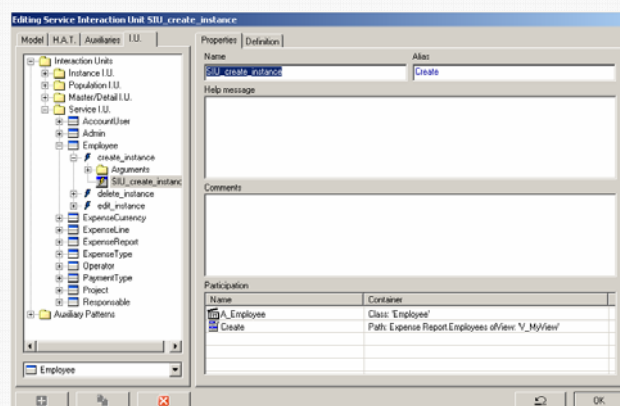 Editing Service Interaction Unit SIU_create_instance
Model H.A.T. Auxiliaries I.U.
Interaction Units
Instance I.U.
Population I.U.
Master/Detail I.U.
Service I.U.
AccountUser
Admin
Employee
create_instance
Arguments
SIU_create_instanc
delete_instance
edit_instance
ExpenseCurrency
ExpenseLine
ExpenseReport
ExpenseType
Operator
PaymentType
Project
Responsable
Auxiliary Patterns
Employee
Properties Definition
Name Alias
SIU_create_instance Create
Help message
Comments
Participation
Name Container
A_Employee Class: 'Employee'
Create Path: Expense Report.Employees ofView: 'V_MyView'
OK